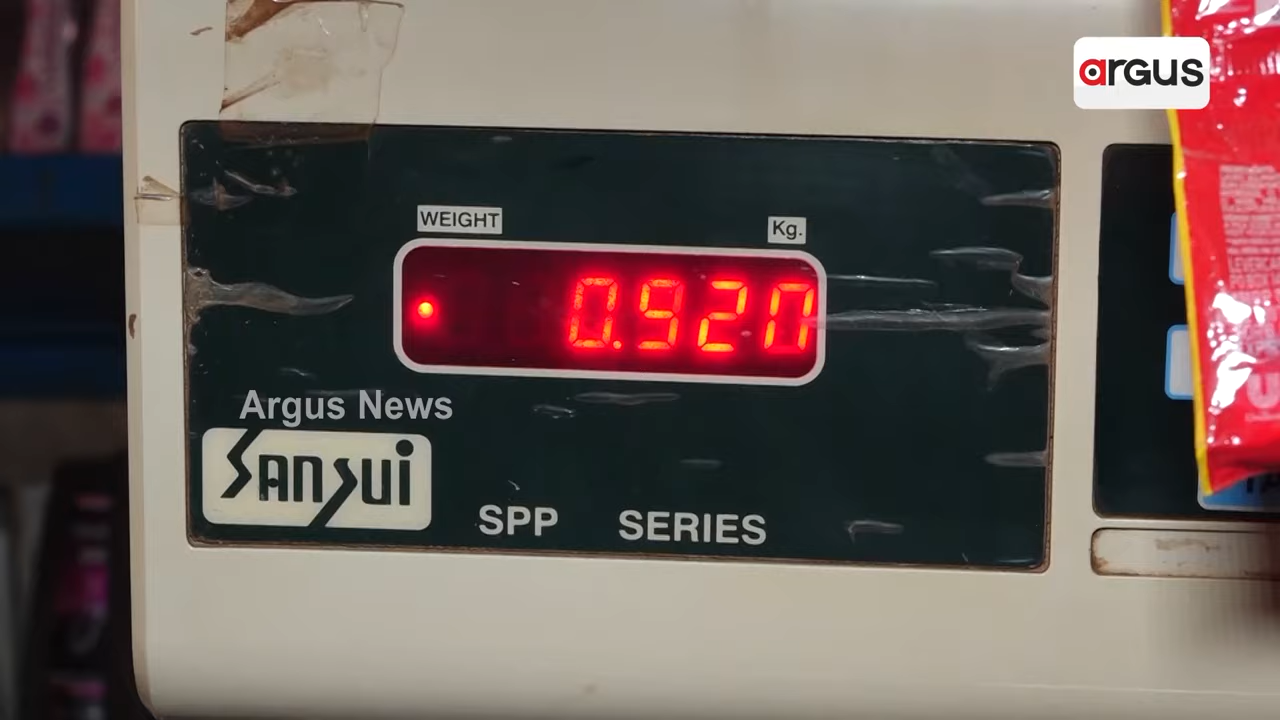 argus
WEIGHT
Kg.
0.920
Argus News
SANSUI
SPP SERIES